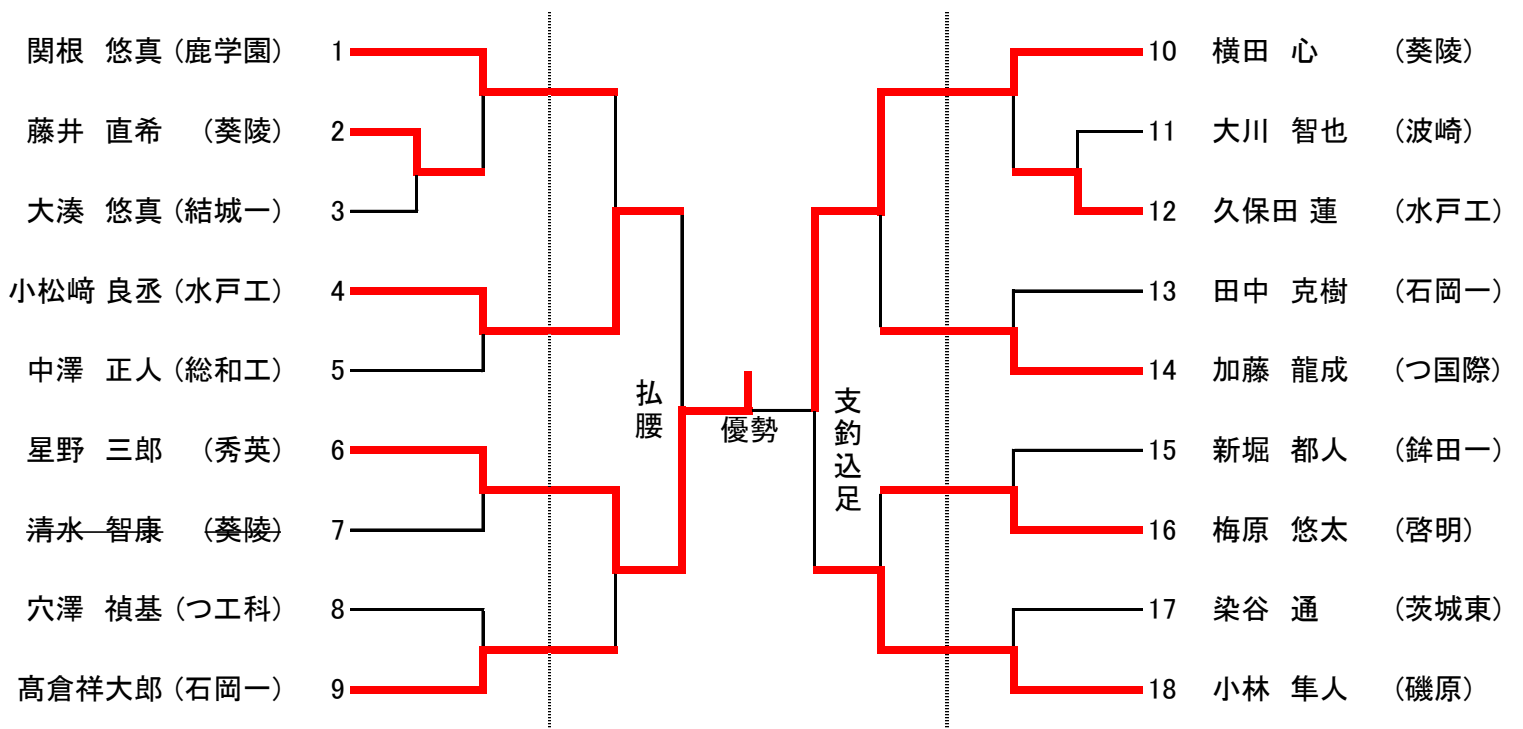 関根 悠真 (鹿学園) 1
藤井 直希 (葵陵) 2
大湊 悠真 (結城一) 3
小松﨑 良丞 (水戸工) 4
中澤 正人 (総和工) 5
星野 三郎 (秀英) 6
清水 智康 (葵陵) 7
穴澤 禎基 (つ工科) 8
髙倉祥大郎 (石岡一) 9
払腰
優勢
支釣込足
10 横田 心 (葵陵)
11 大川 智也 (波崎)
12 久保田 蓮 (水戸工)
13 田中 克樹 (石岡一)
14 加藤 龍成 (つ国際)
15 新堀 都人 (鉾田一)
16 梅原 悠太 (啓明)
17 染谷 通 (茨城東)
18 小林 隼人 (磯原)